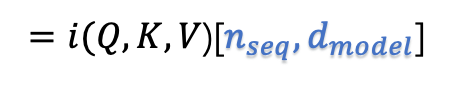 = i(Q, K, V)[n_seq, d_model]